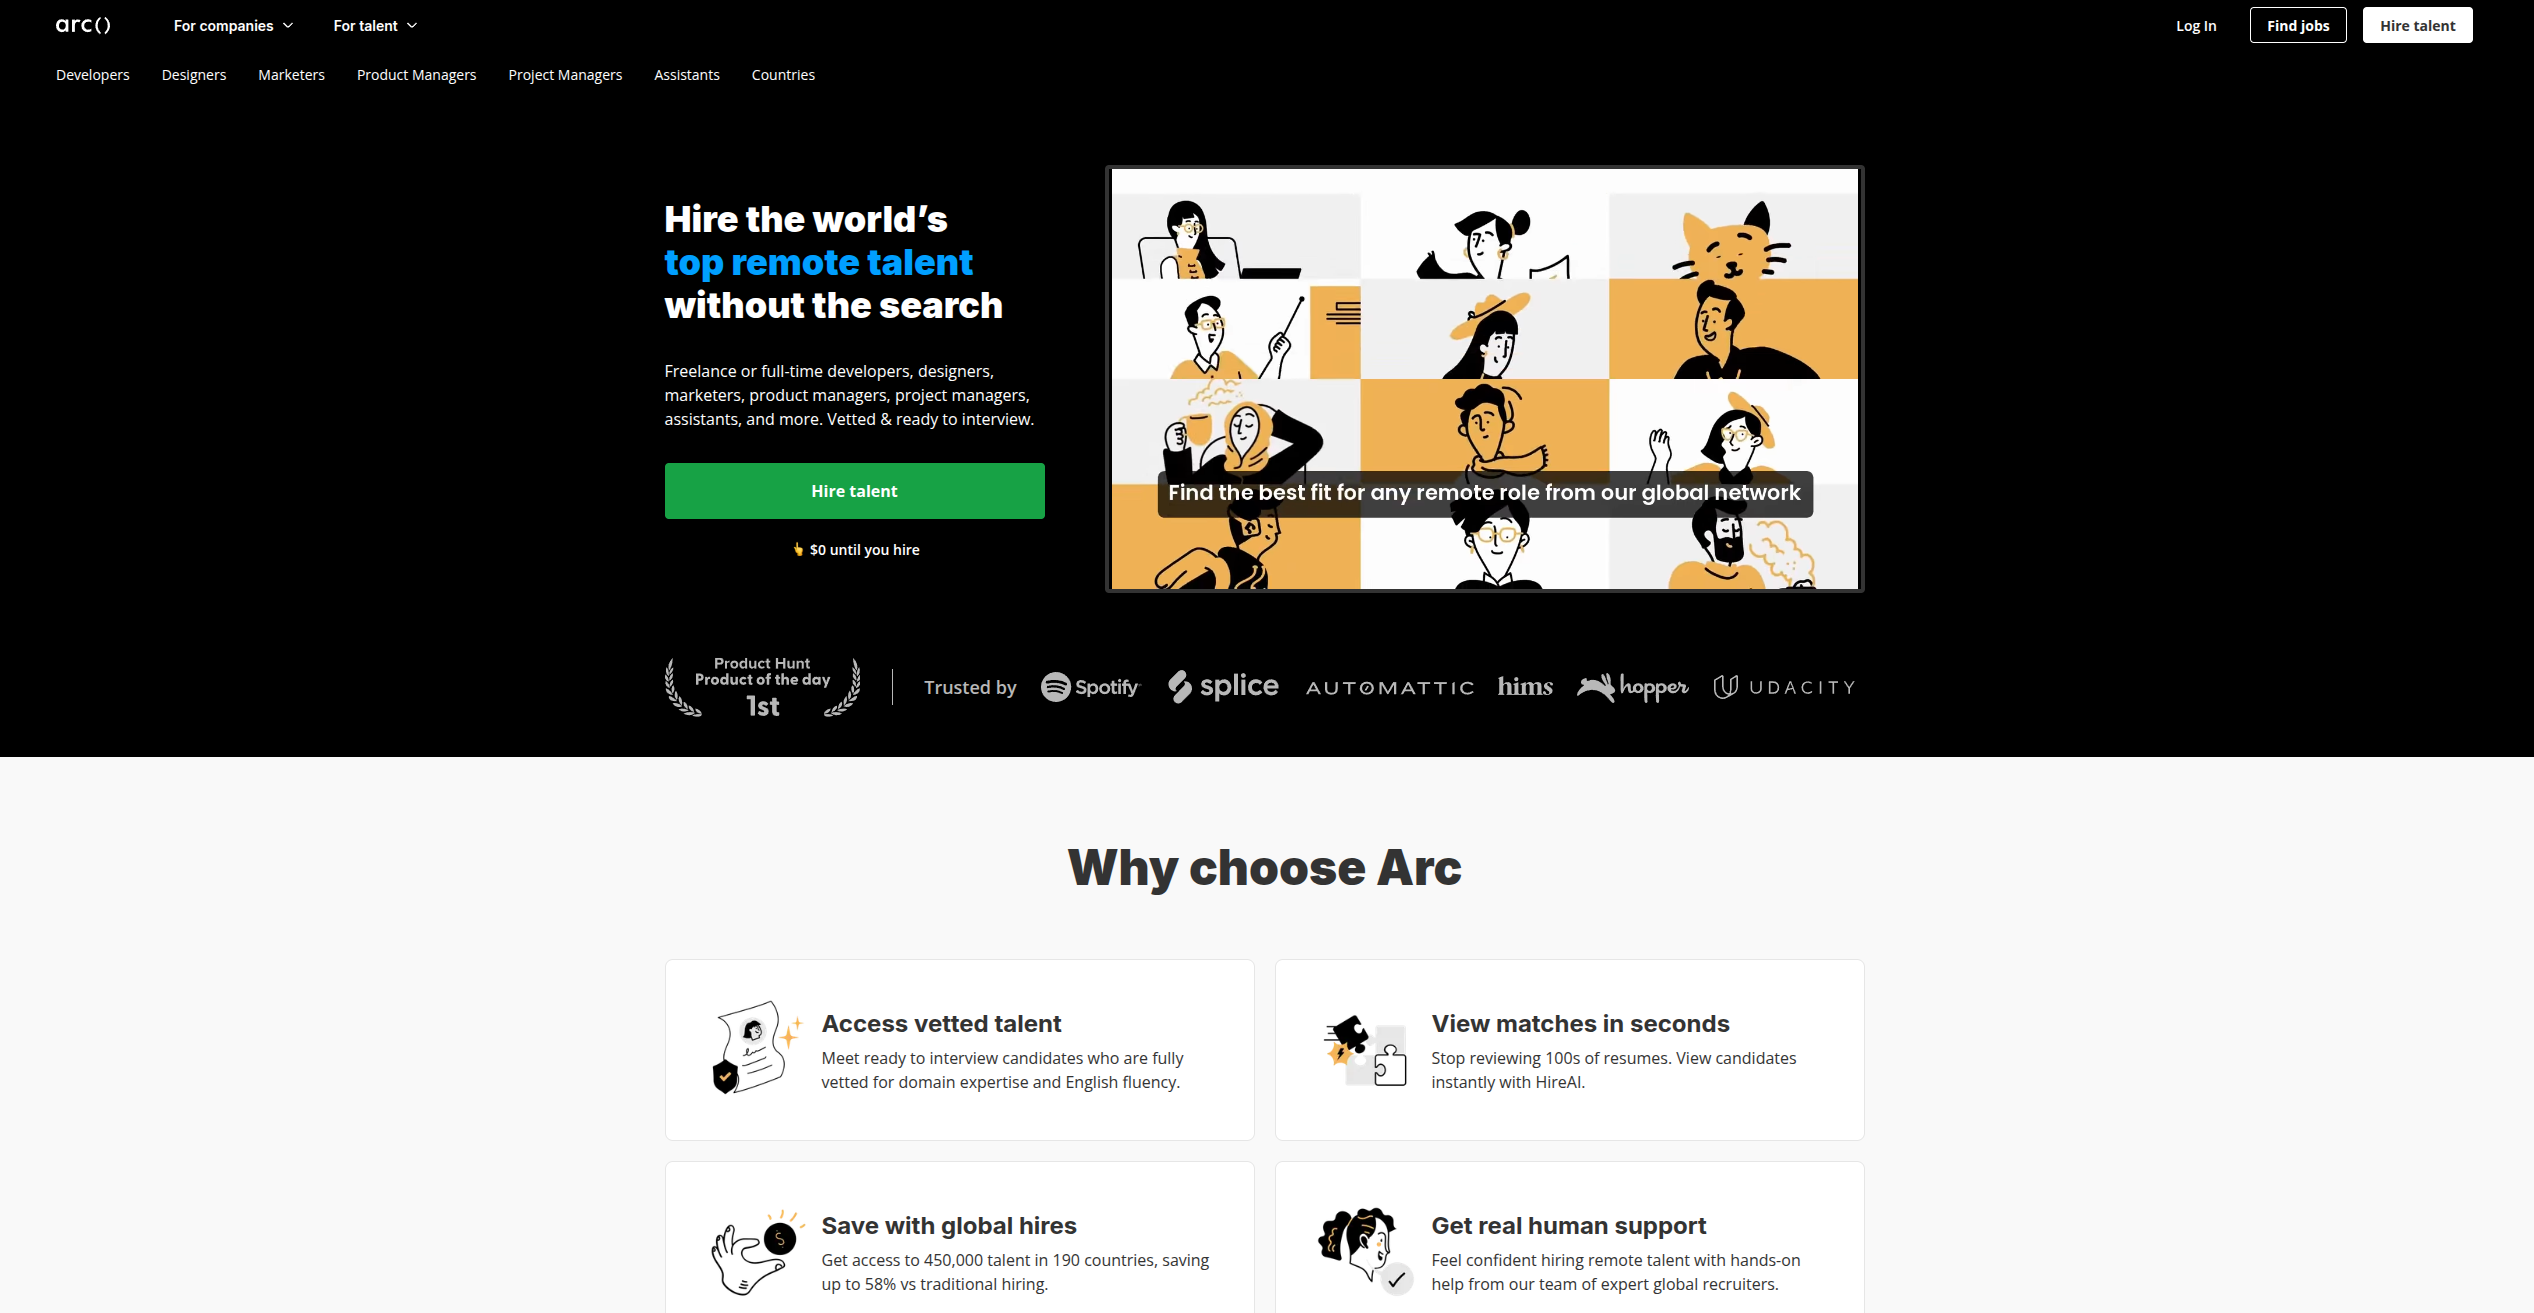 arc()
For companies
For talent
Log In
Find jobs
Hire talent
Developers
Designers
Marketers
Product Managers
Project Managers
Assistants
Countries
Hire the world’s
top remote talent
without the search
Freelance or full-time developers, designers,
marketers, product managers, project managers,
assistants, and more. Vetted & ready to interview.
Hire talent
👆 $0 until you hire
Find the best fit for any remote role from our global network
Product Hunt
Product of the day
1st
Trusted by
Spotify
splice
AUTOMATTIC
hims
hopper
UDACITY
Why choose Arc
Access vetted talent
Meet ready to interview candidates who are fully
vetted for domain expertise and English fluency.
View matches in seconds
Stop reviewing 100s of resumes. View candidates
instantly with HireAI.
Save with global hires
Get access to 450,000 talent in 190 countries, saving
up to 58% vs traditional hiring.
Get real human support
Feel confident hiring remote talent with hands-on
help from our team of expert global recruiters.